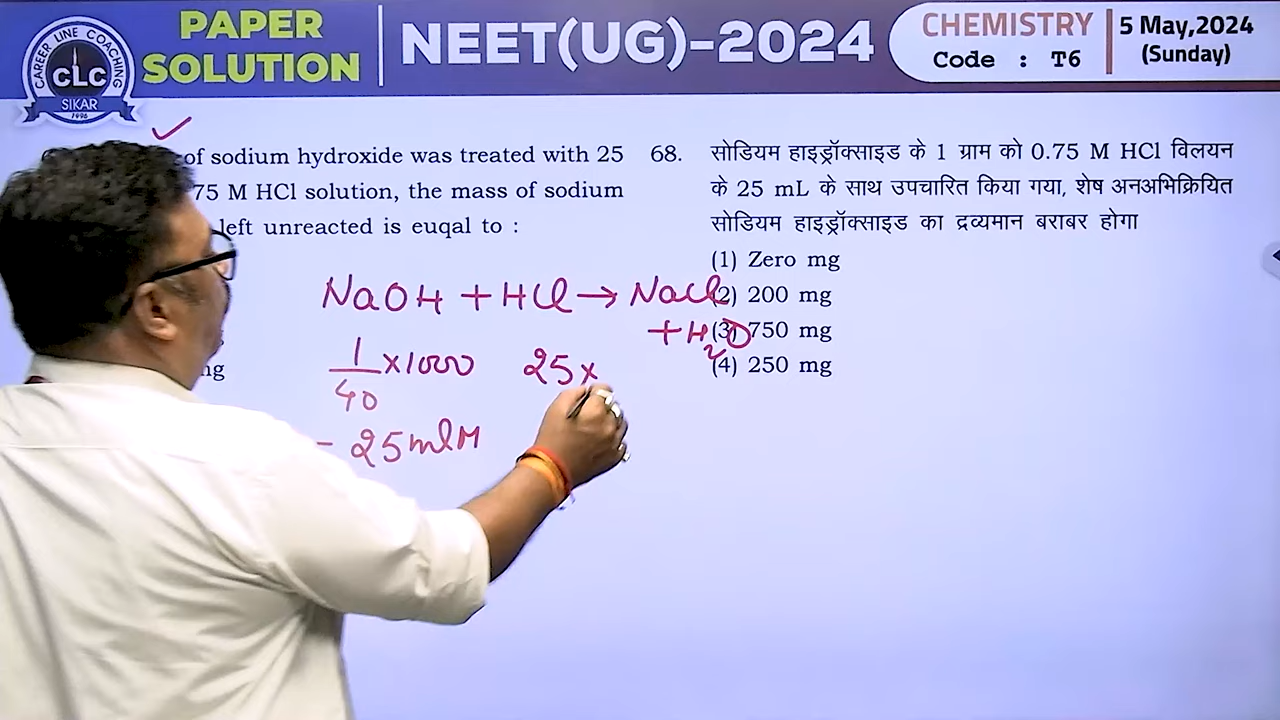 CAREER LINE COACHING
CLC
SIKAR
1996
PAPER
SOLUTION
NEET(UG)-2024
CHEMISTRY
Code : T6
5 May,2024
(Sunday)
of sodium hydroxide was treated with 25
75 M HCl solution, the mass of sodium
left unreacted is euqal to :
mg
68. सोडियम हाइड्रॉक्साइड के 1 ग्राम को 0.75 M HCl विलयन
के 25 mL के साथ उपचारित किया गया, शेष अनअभिक्रियित
सोडियम हाइड्रॉक्साइड का द्रव्यमान बराबर होगा
(1) Zero mg
(2) 200 mg
(3) 750 mg
(4) 250 mg
NaOH + HCl → NaCl
+ H₂O
1/40 × 1000 25 ×
- 25 mlM